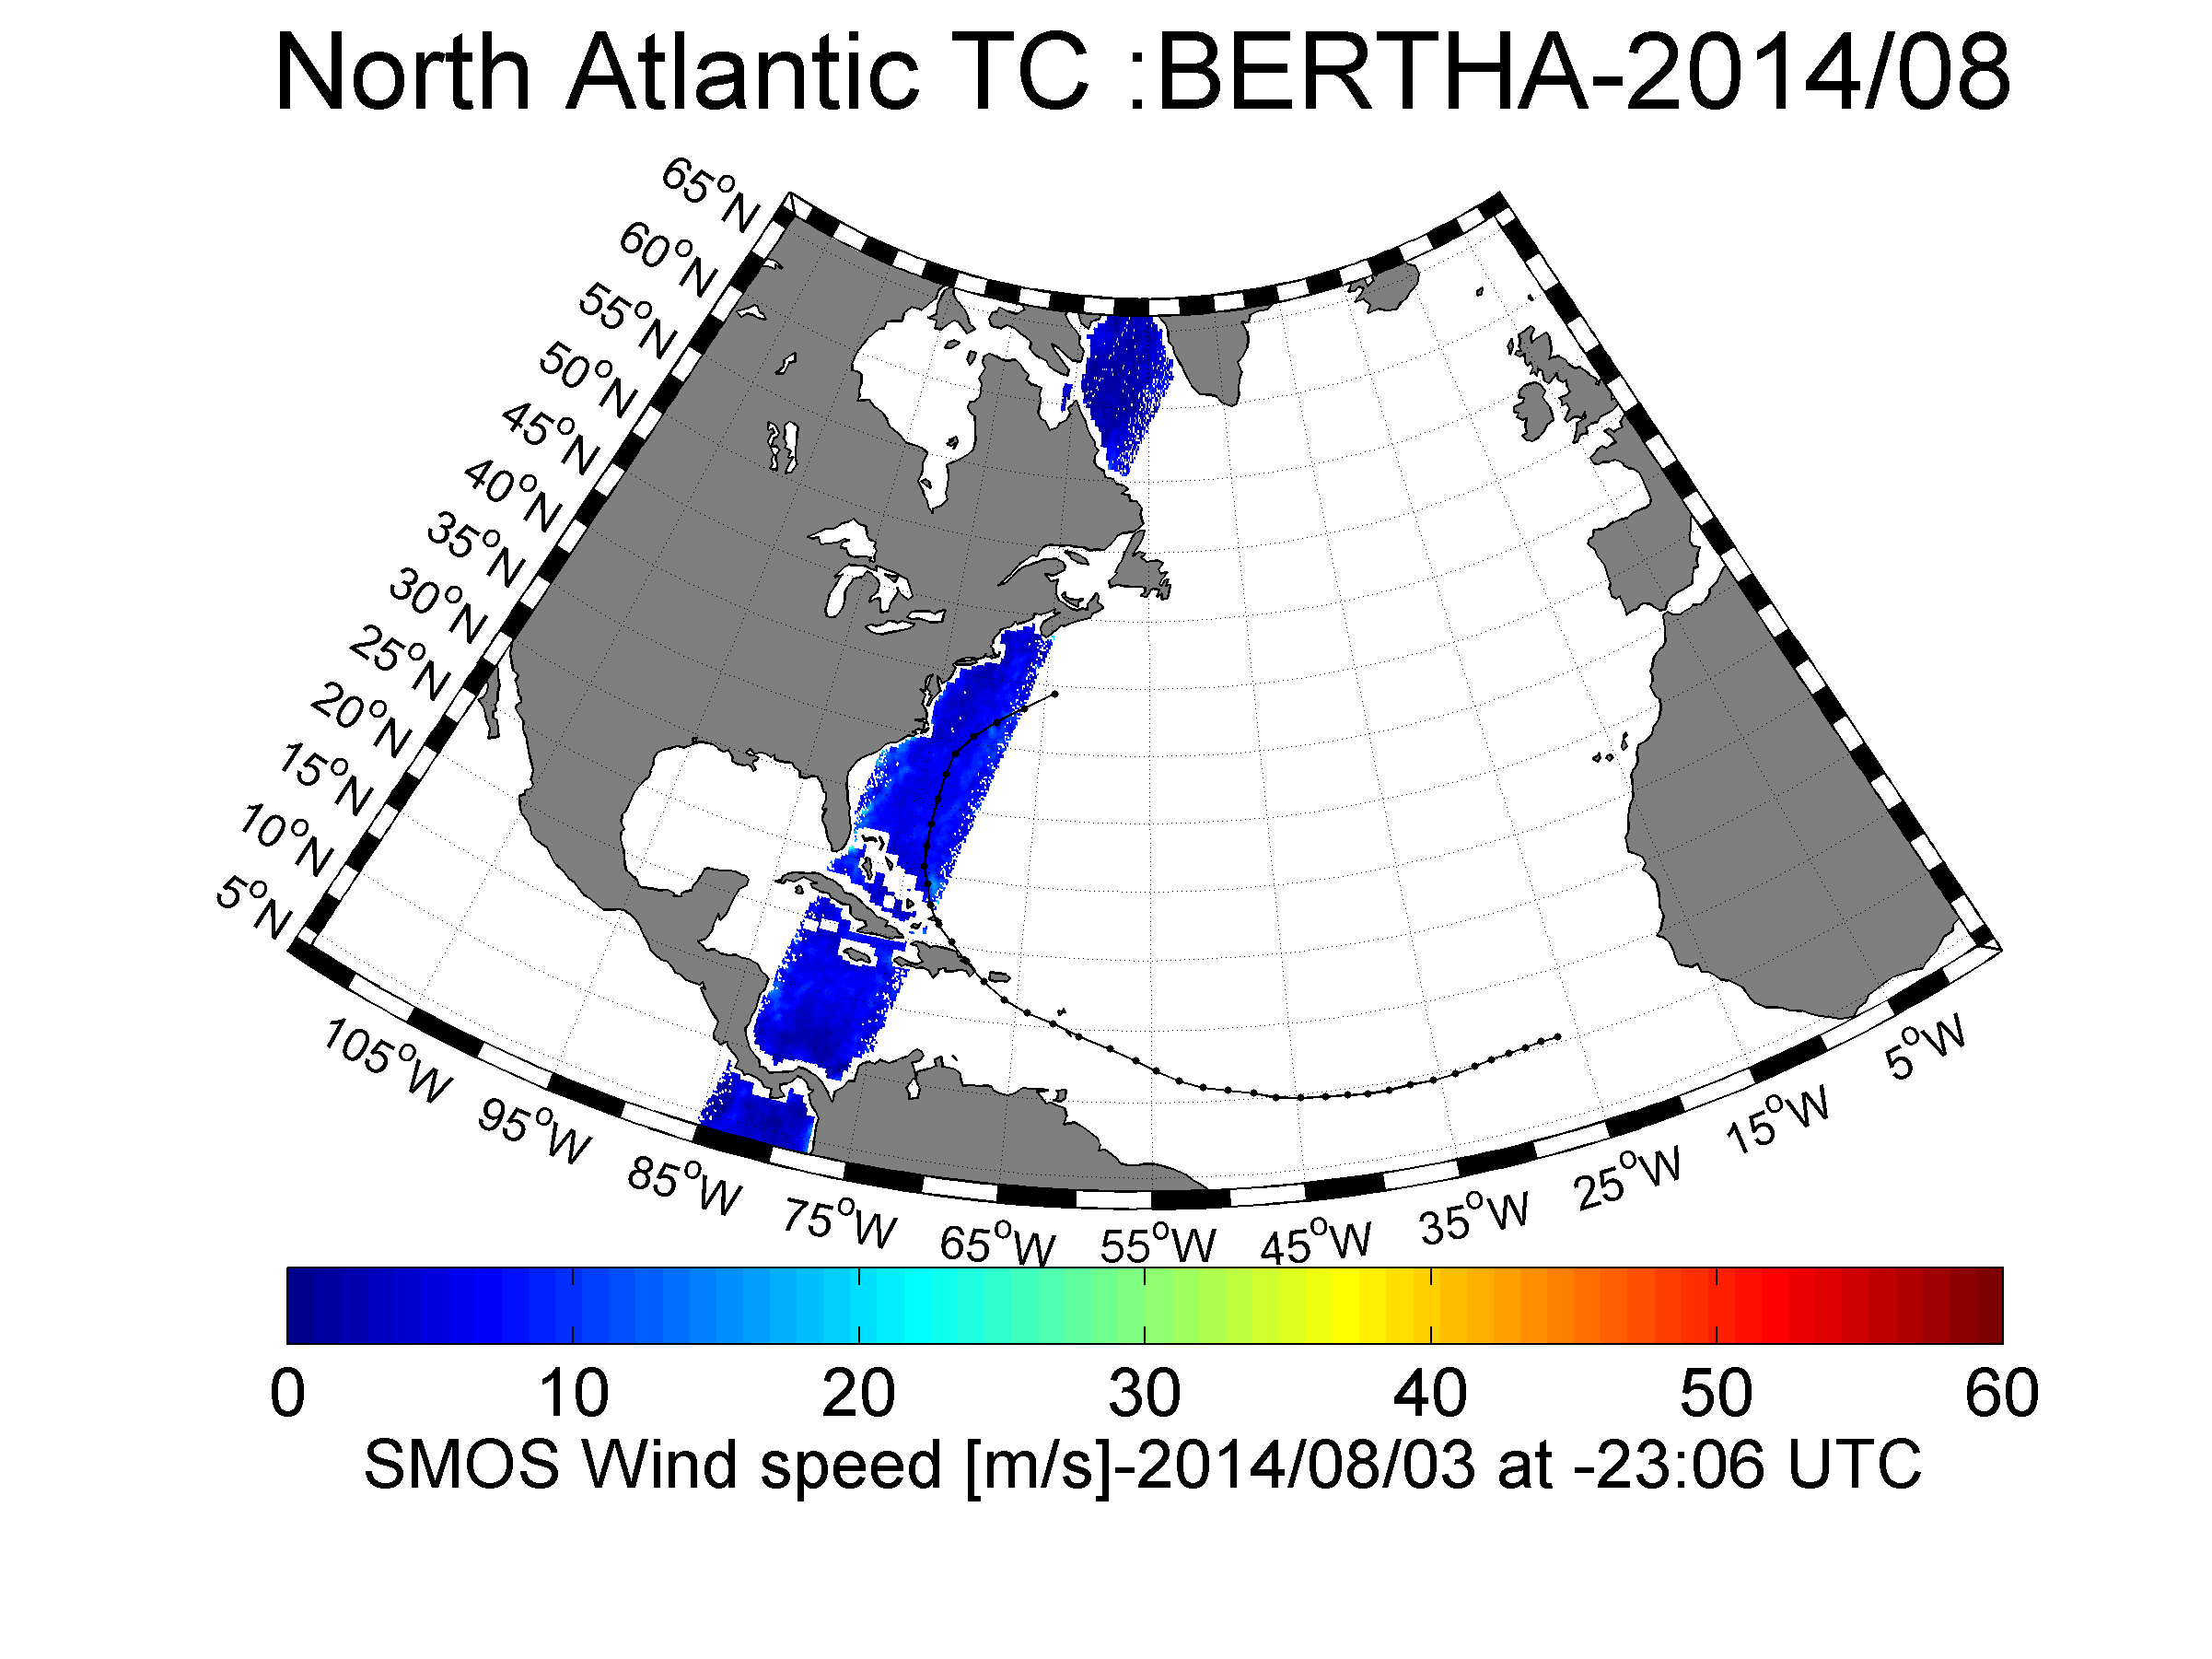 North Atlantic TC :BERTHA-2014/08
65°N
60°N
55°N
50°N
45°N
40°N
35°N
30°N
25°N
20°N
15°N
10°N
5°N
105°W
95°W
85°W
75°W
65°W
55°W
45°W
35°W
25°W
15°W
5°W
0 10 20 30 40 50 60
SMOS Wind speed [m/s]-2014/08/03 at -23:06 UTC